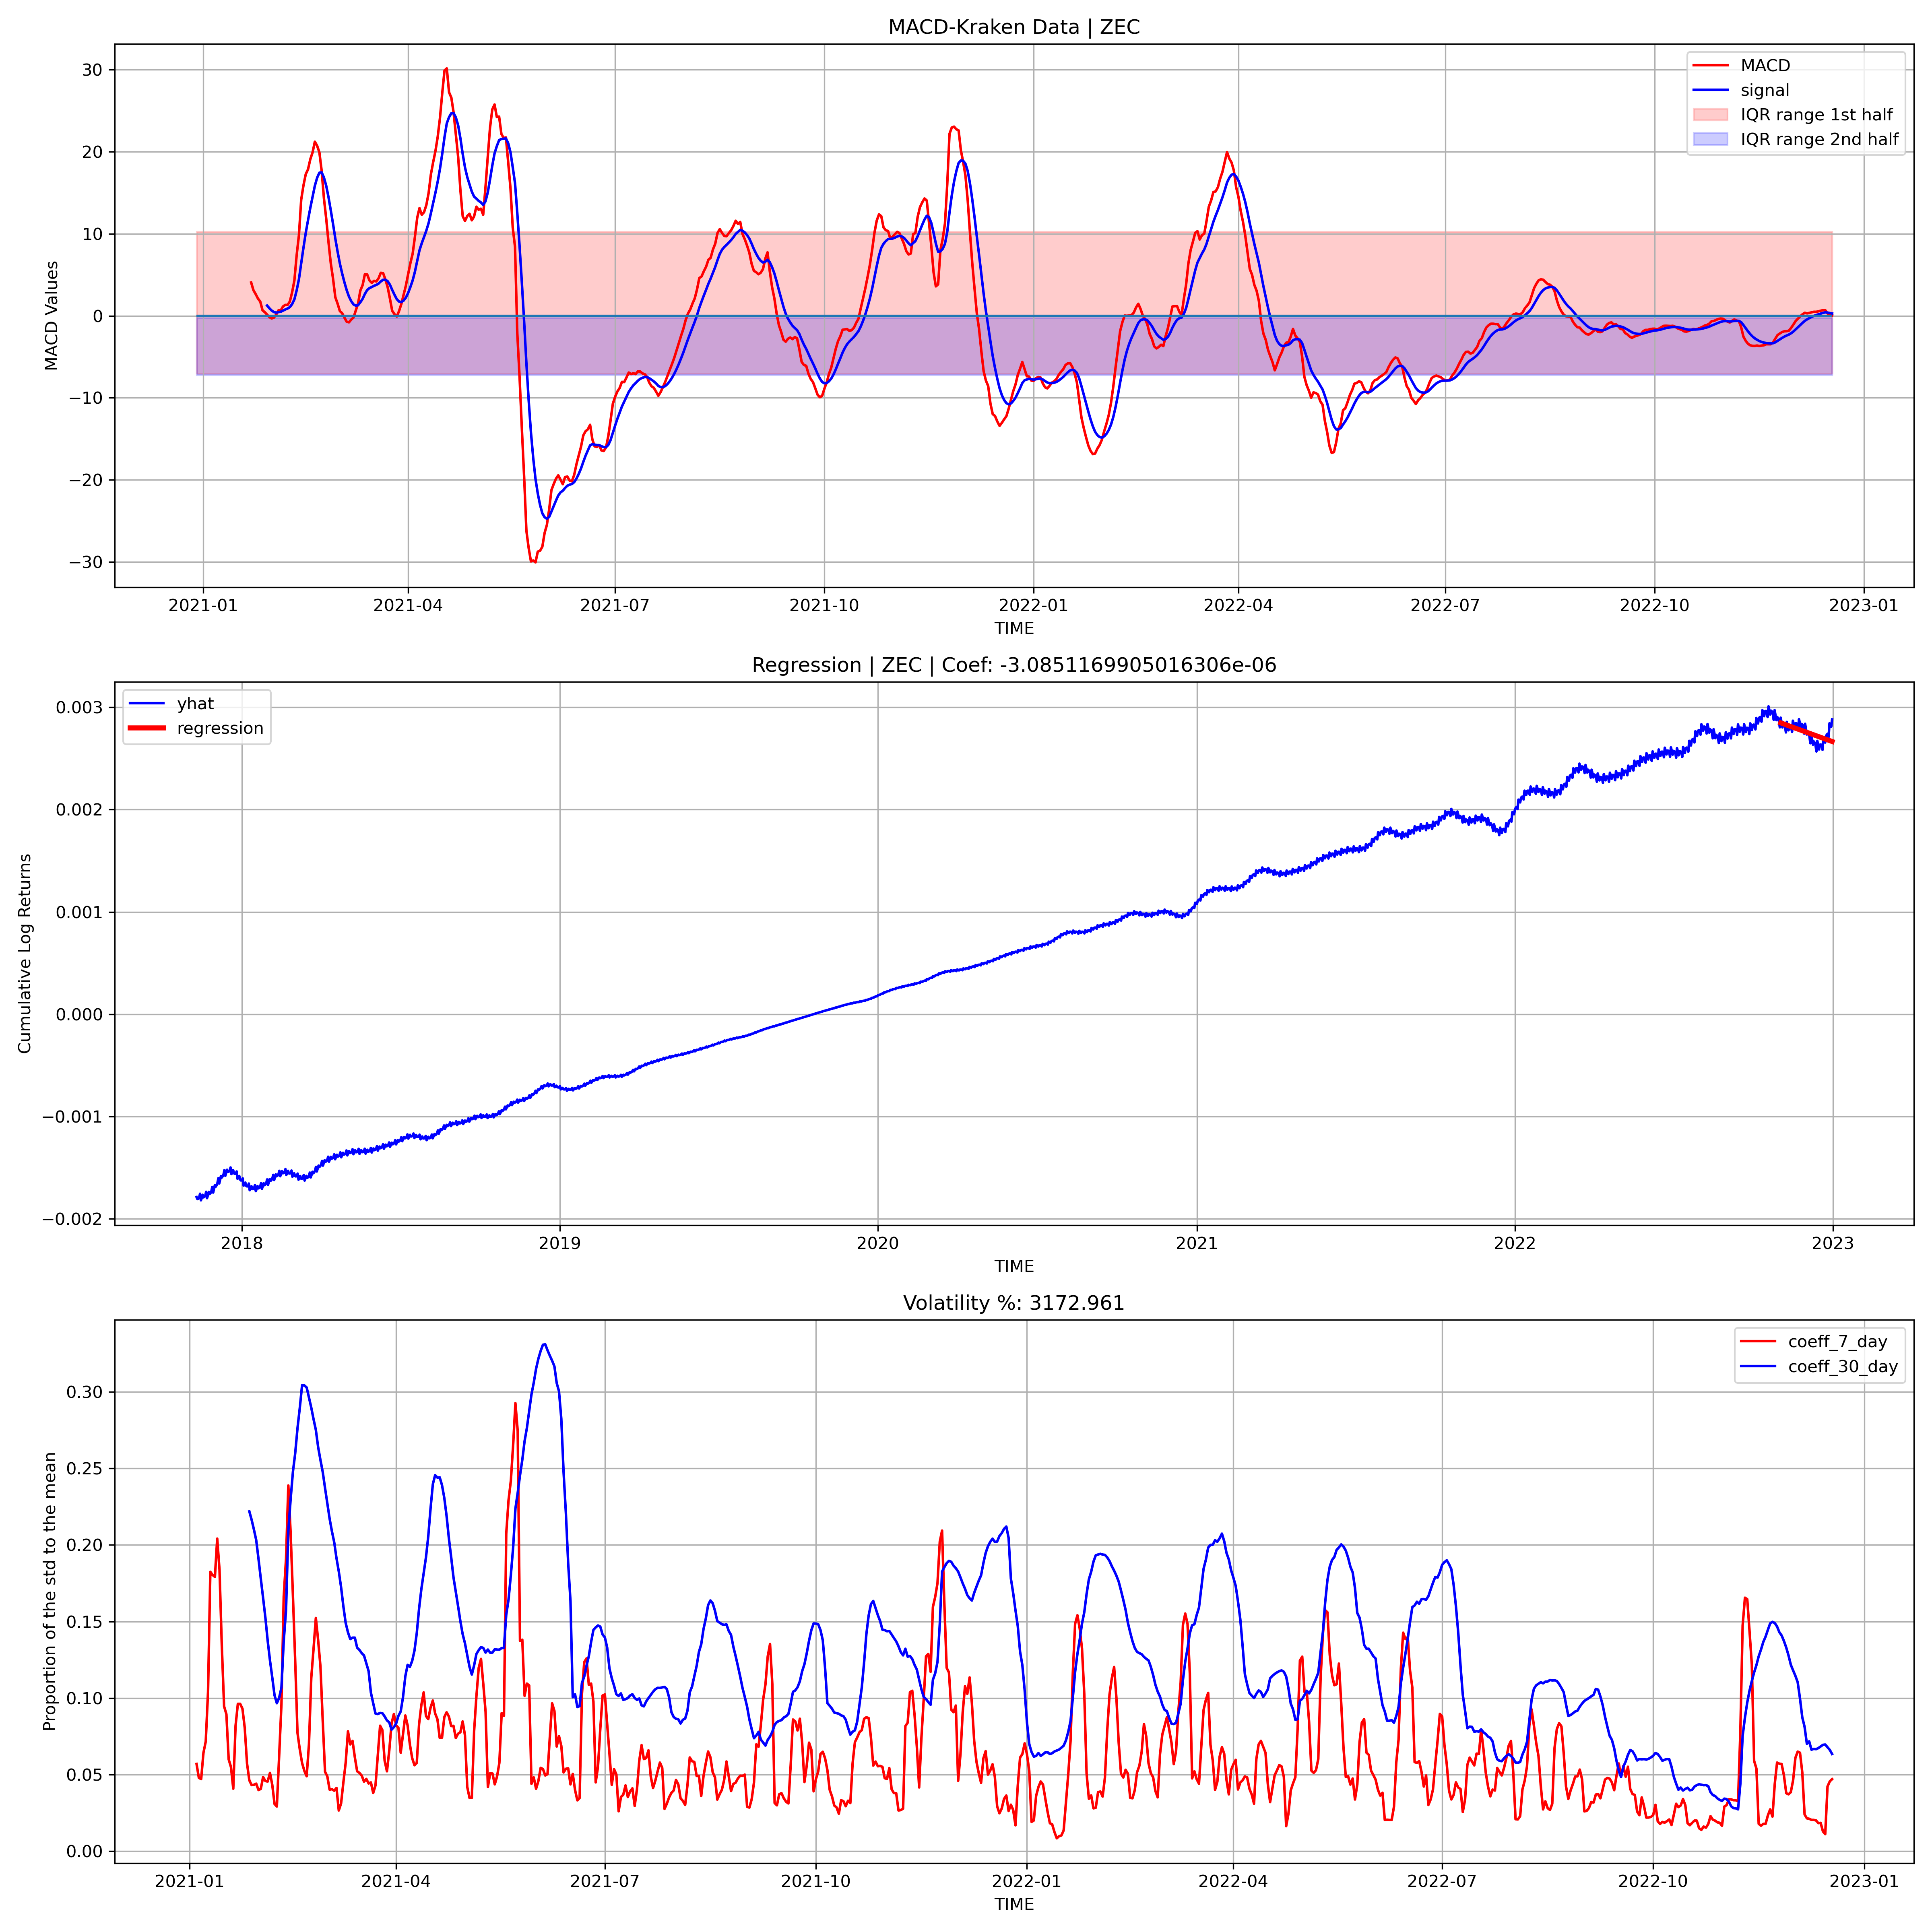 MACD-Kraken Data | ZEC
MACD Values
30
20
10
0
−10
−20
−30
MACD
signal
IQR range 1st half
IQR range 2nd half
2021-01 2021-04 2021-07 2021-10 2022-01 2022-04 2022-07 2022-10 2023-01
TIME
Regression | ZEC | Coef: -3.0851169905016306e-06
Cumulative Log Returns
0.003
0.002
0.001
0.000
−0.001
−0.002
yhat
regression
2018 2019 2020 2021 2022 2023
TIME
Volatility %: 3172.961
Proportion of the std to the mean
0.30
0.25
0.20
0.15
0.10
0.05
0.00
coeff_7_day
coeff_30_day
2021-01 2021-04 2021-07 2021-10 2022-01 2022-04 2022-07 2022-10 2023-01
TIME